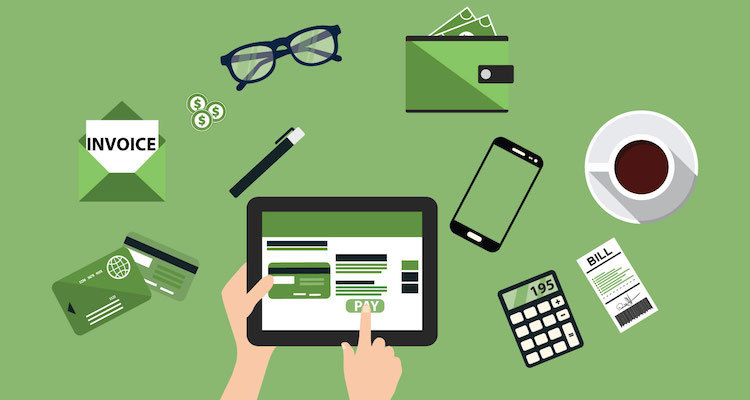 INVOICE
$
$
$
PAY
195
BILL